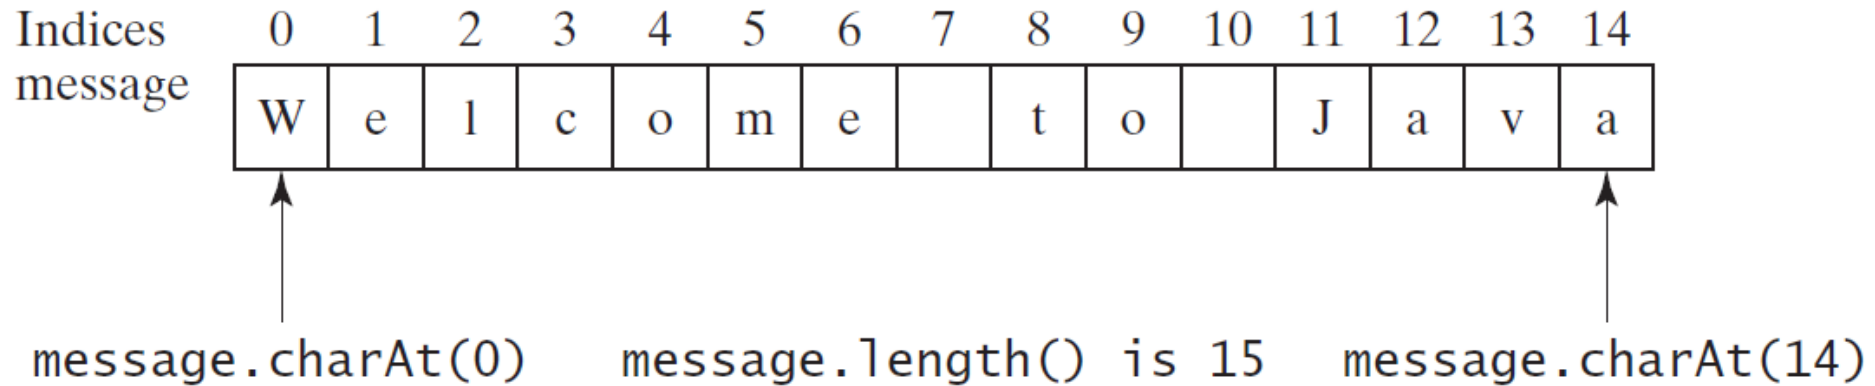 Indices 0 1 2 3 4 5 6 7 8 9 10 11 12 13 14
message W e l c o m e t o J a v a
message.charAt(0) message.length() is 15 message.charAt(14)